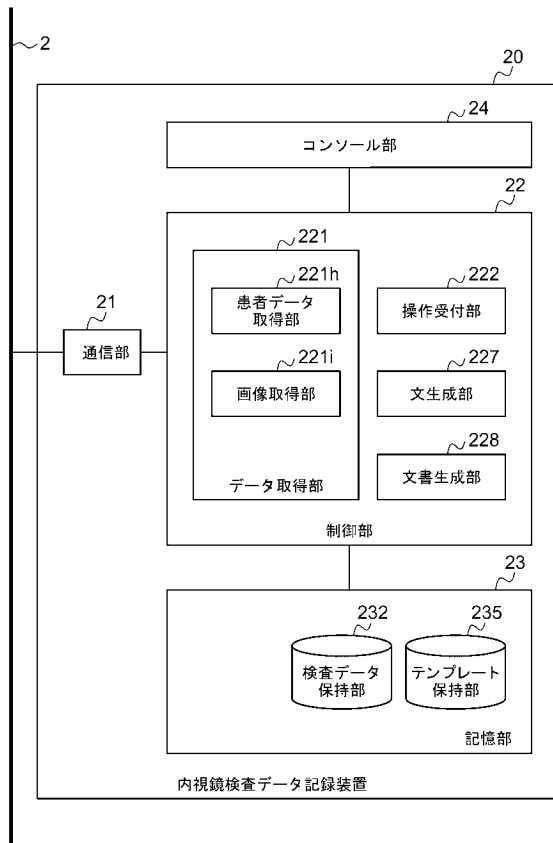 2
20
24
コンソール部
22
221
221h
患者データ
取得部
222
操作受付部
21
通信部
221i
画像取得部
227
文生成部
228
文書生成部
データ取得部
制御部
23
232
検査データ
保持部
235
テンプレート
保持部
記憶部
内視鏡検査データ記録装置